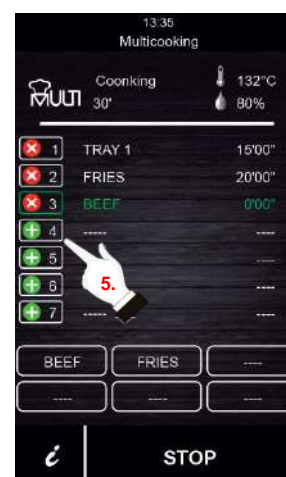 13:35
Multicooking
MULTI Coonking 132°C
30' 80%
1 TRAY 1 15'00"
2 FRIES 20'00"
3 BEEF 0'00"
4 ----- ----
5 ----
6 ----- ----
7 ----- ----
5.
BEEF FRIES ----
---- ---- ----
i STOP